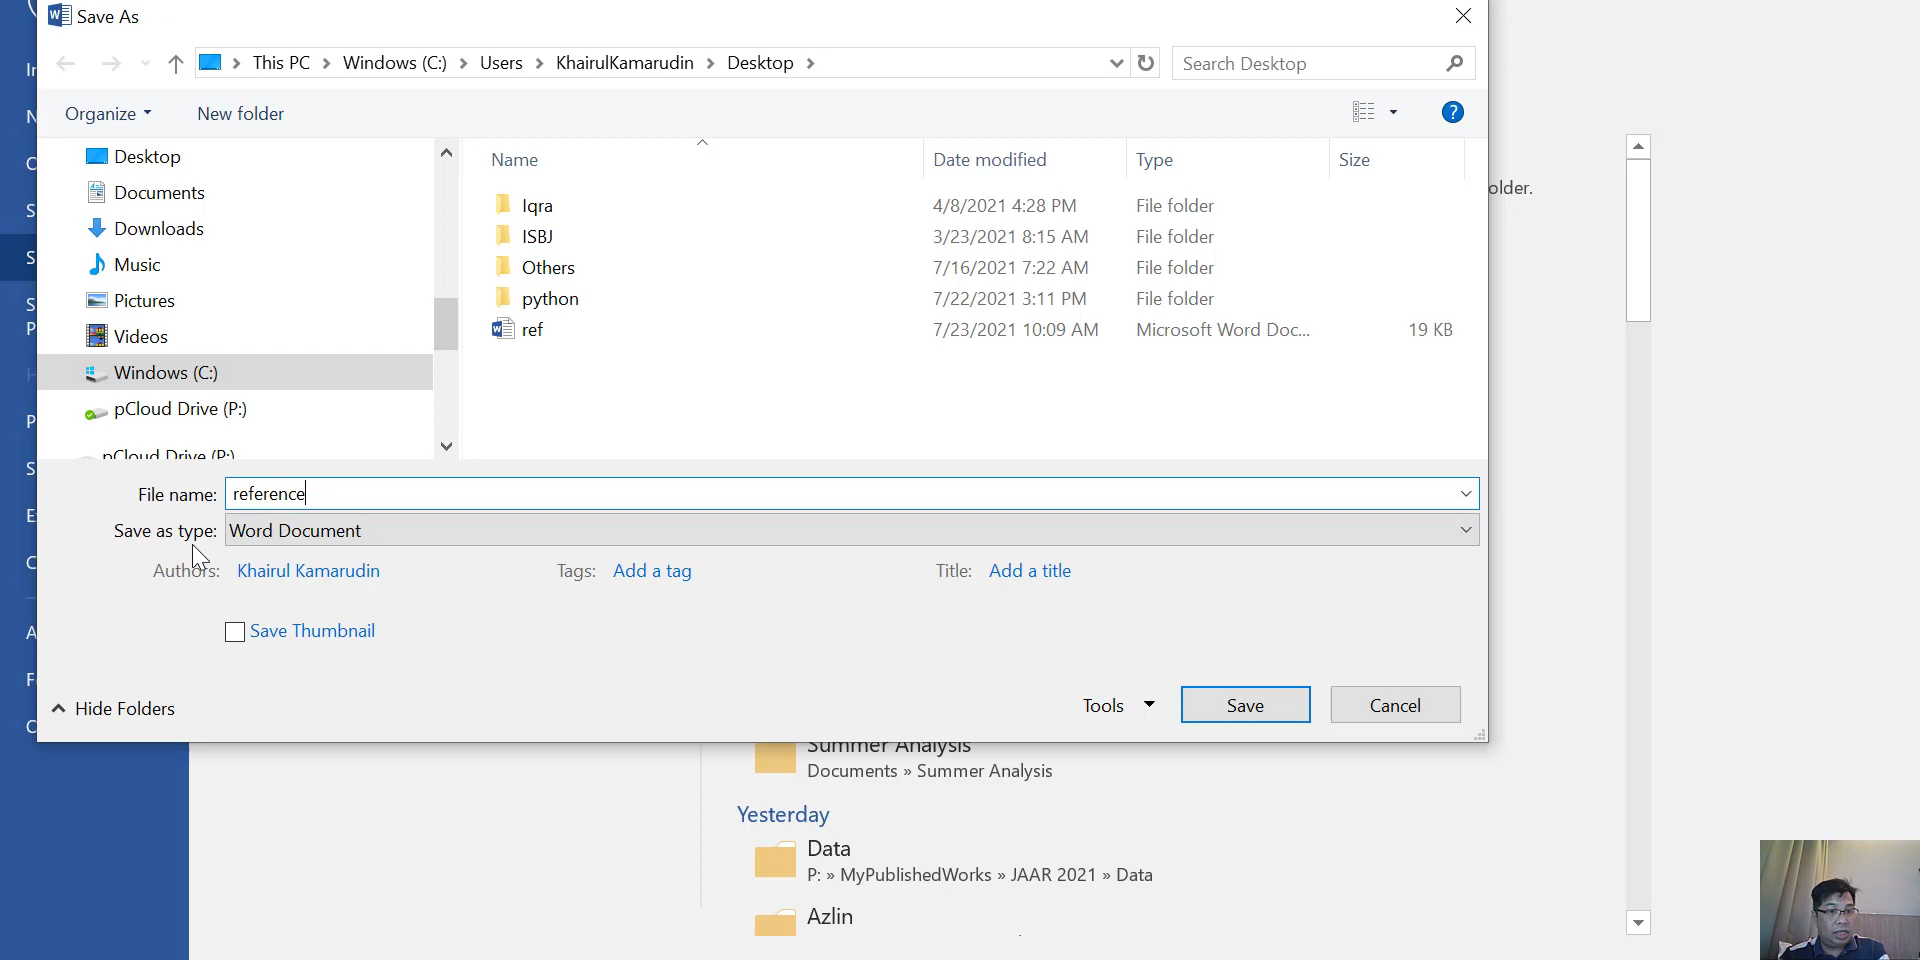 Save As
This PC > Windows (C:) > Users > KhairulKamarudin > Desktop >
Search Desktop
Organize
New folder
?
Desktop
Documents
Downloads
Music
Pictures
Videos
Windows (C:)
pCloud Drive (P:)
pCloud Drive (P:)
Name Date modified Type Size
Iqra 4/8/2021 4:28 PM File folder
ISBJ 3/23/2021 8:15 AM File folder
Others 7/16/2021 7:22 AM File folder
python 7/22/2021 3:11 PM File folder
ref 7/23/2021 10:09 AM Microsoft Word Doc... 19 KB
older.
File name: reference
Save as type: Word Document
Authors: Khairul Kamarudin Tags: Add a tag Title: Add a title
Save Thumbnail
Hide Folders
Tools Save Cancel
Summer Analysis
Documents » Summer Analysis
Yesterday
Data
P: » MyPublishedWorks » JAAR 2021 » Data
Azlin